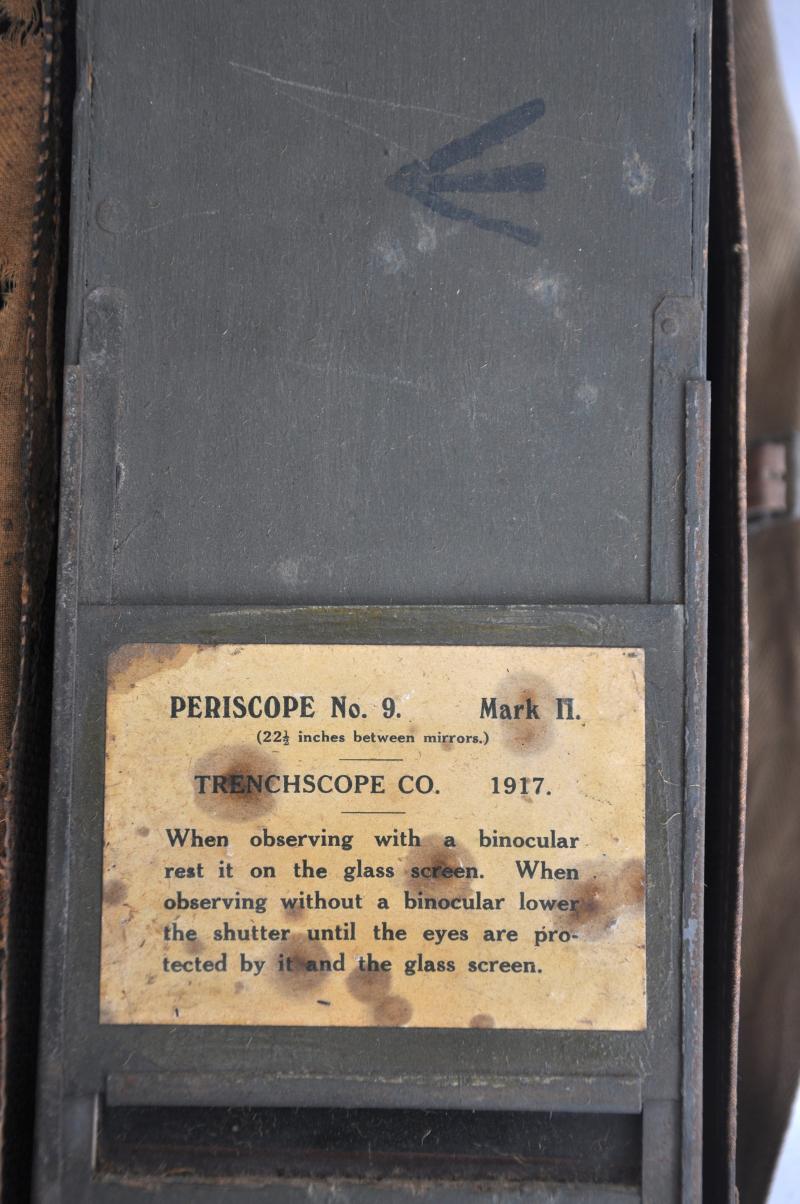 PERISCOPE No. 9. Mark II.
(22½ inches between mirrors.)
TRENCHSCOPE CO. 1917.
When observing with a binocular
rest it on the glass screen. When
observing without a binocular lower
the shutter until the eyes are pro-
tected by it and the glass screen.